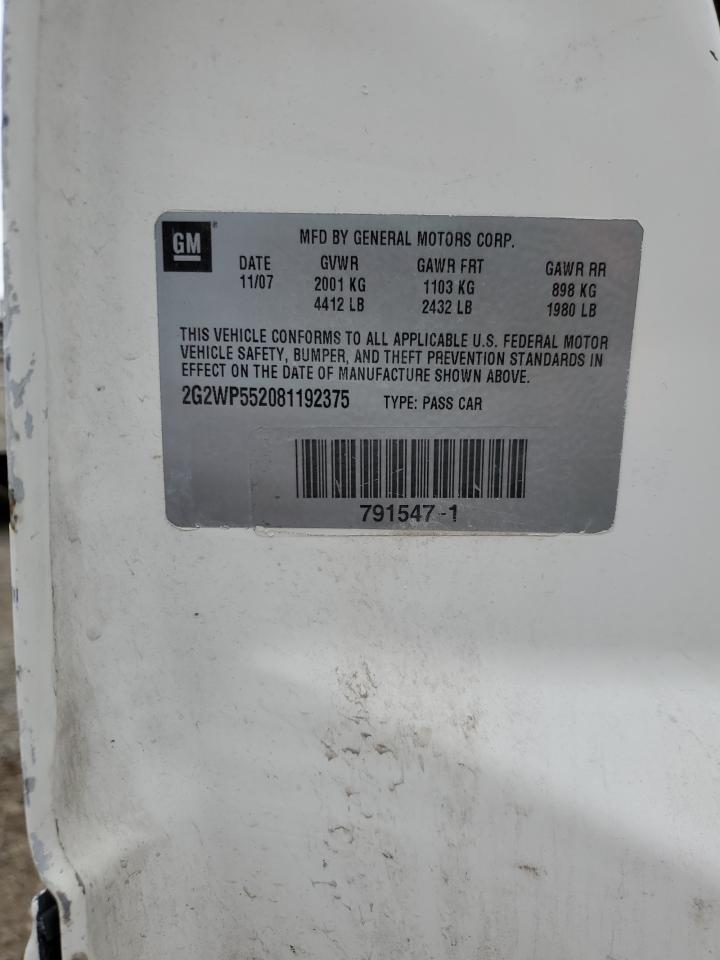 GM®
MFD BY GENERAL MOTORS CORP.
DATE GVWR GAWR FRT GAWR RR
11/07 2001 KG 1103 KG 898 KG
4412 LB 2432 LB 1980 LB
THIS VEHICLE CONFORMS TO ALL APPLICABLE U.S. FEDERAL MOTOR
VEHICLE SAFETY, BUMPER, AND THEFT PREVENTION STANDARDS IN
EFFECT ON THE DATE OF MANUFACTURE SHOWN ABOVE.
2G2WP552081192375 TYPE: PASS CAR
791547-1